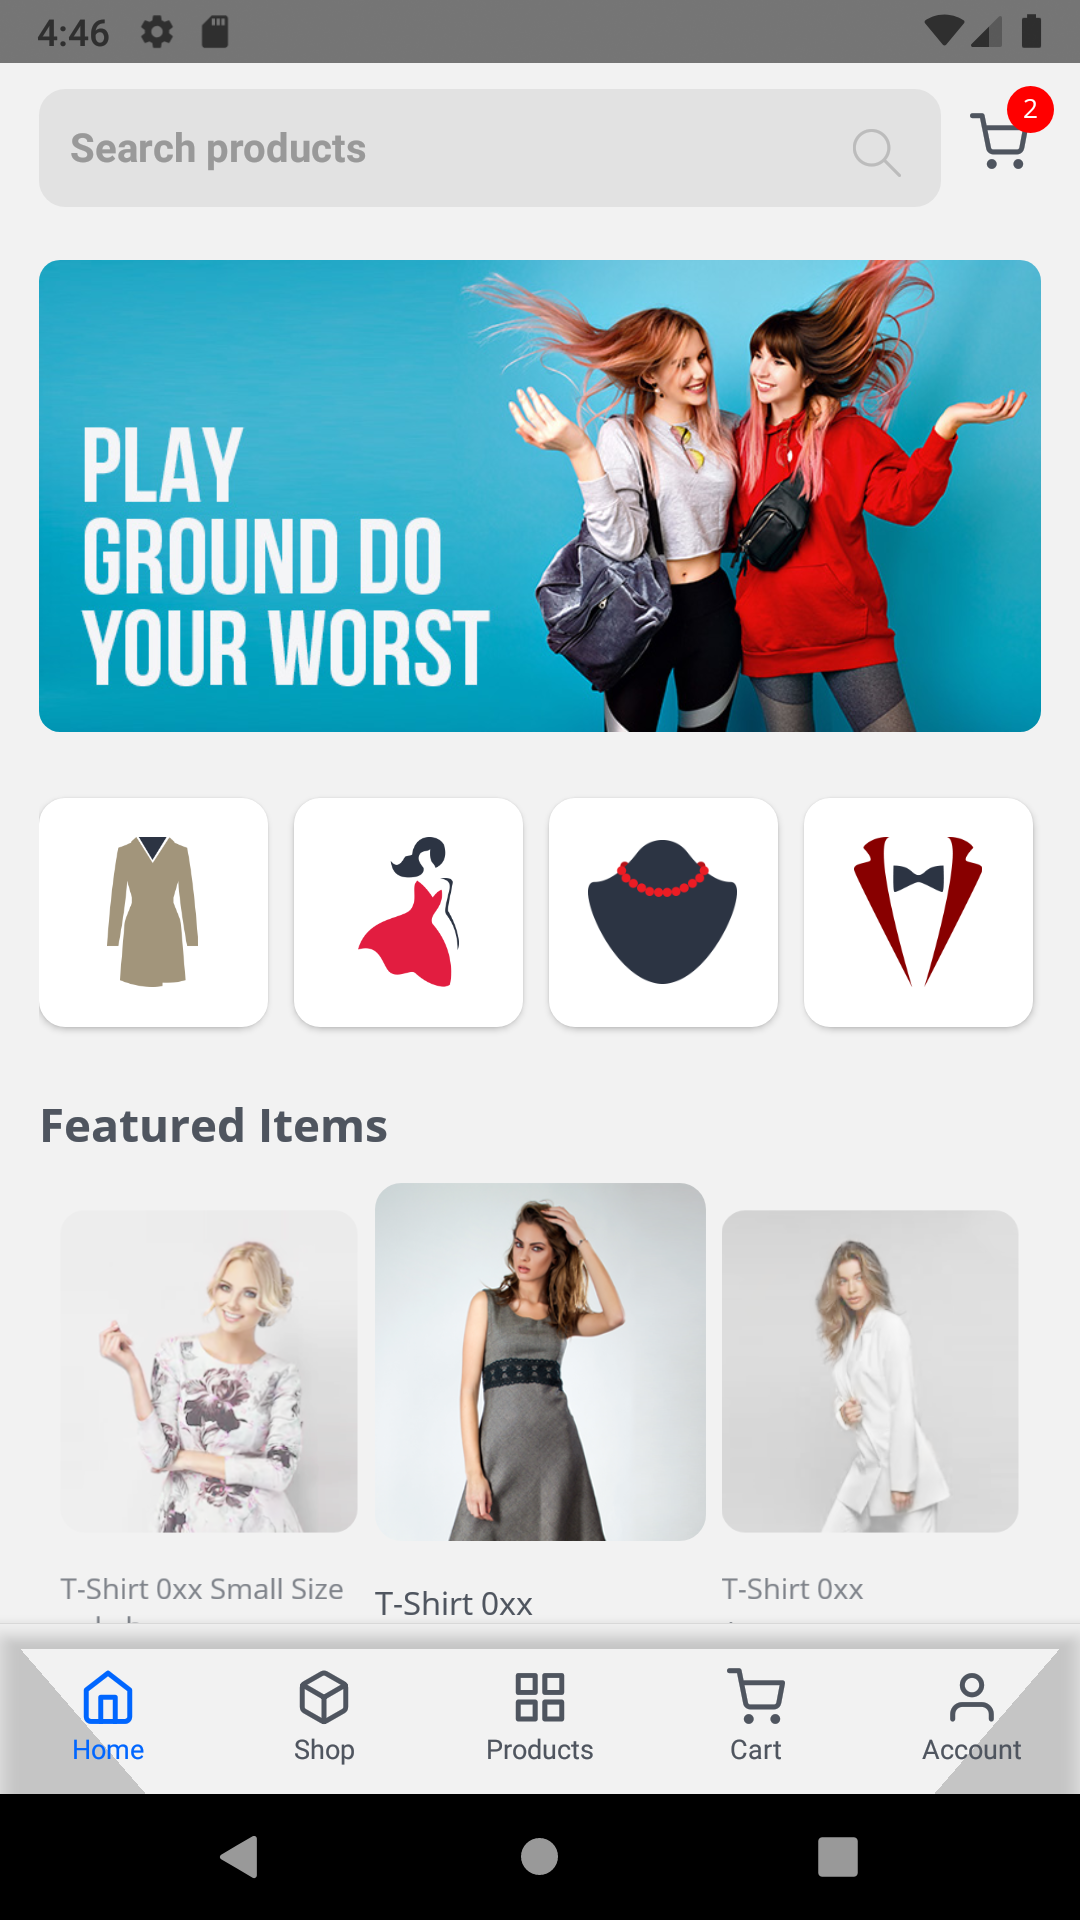 4:46
Search products
2
PLAY
GROUND DO
YOUR WORST
Featured Items
T-Shirt 0xx Small Size
T-Shirt 0xx
T-Shirt 0xx
Home
Shop
Products
Cart
Account